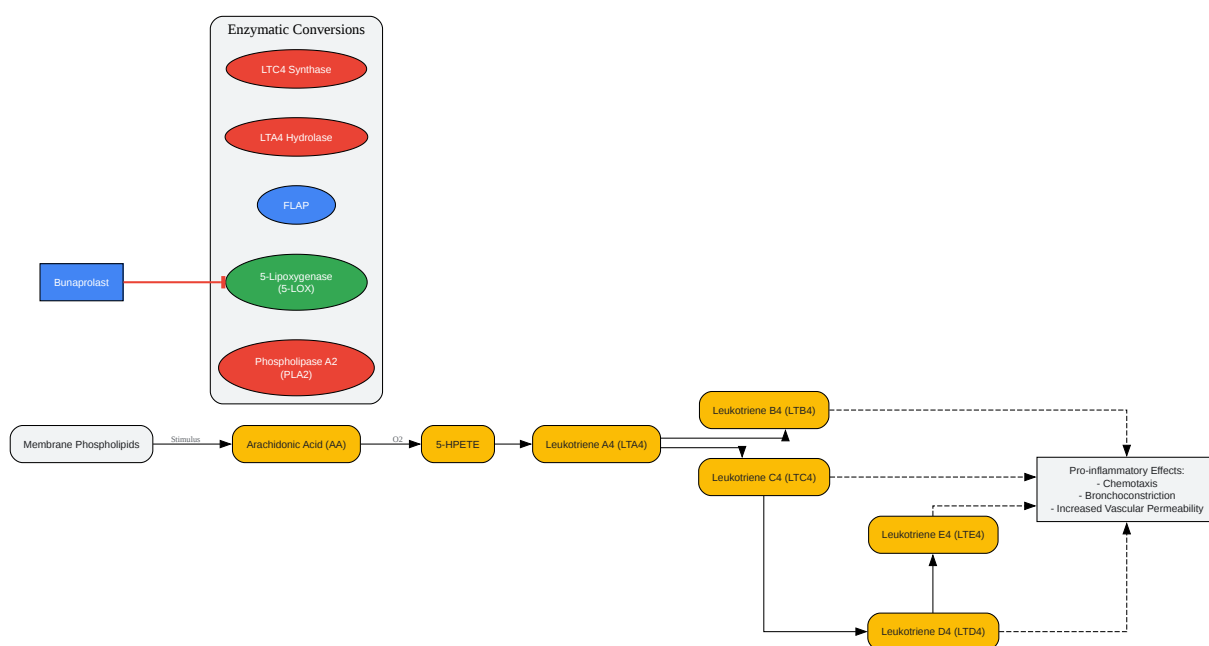 Enzymatic Conversions
LTC4 Synthase
LTA4 Hydrolase
FLAP
5-Lipoxygenase
(5-LOX)
Bunaprolast
Phospholipase A2
(PLA2)
Membrane Phospholipids
Stimulus
Arachidonic Acid (AA)
O2
5-HPETE
Leukotriene A4 (LTA4)
Leukotriene B4 (LTB4)
Leukotriene C4 (LTC4)
Pro-inflammatory Effects:
- Chemotaxis
- Bronchoconstriction
- Increased Vascular Permeability
Leukotriene E4 (LTE4)
Leukotriene D4 (LTD4)